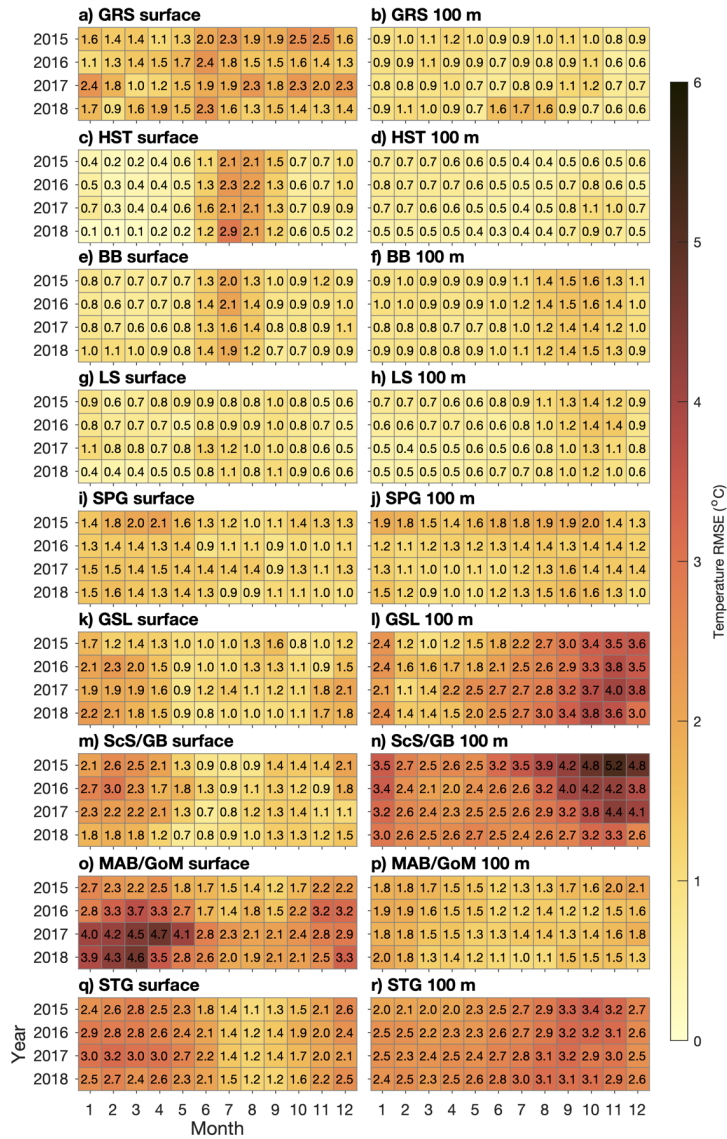 a) GRS surface
2015 1.6 1.4 1.4 1.1 1.3 2.0 2.3 1.9 1.9 2.5 2.5 1.6
2016 1.1 1.3 1.4 1.5 1.7 2.4 1.8 1.5 1.5 1.6 1.4 1.3
2017 2.4 1.8 1.0 1.2 1.5 1.9 1.9 2.3 1.8 2.3 2.0 2.3
2018 1.7 0.9 1.6 1.9 1.5 2.3 1.6 1.3 1.5 1.4 1.3 1.4
b) GRS 100 m
0.9 1.0 1.1 1.2 1.0 0.9 0.9 1.0 1.1 1.0 0.8 0.9
0.9 0.9 1.1 0.9 0.9 0.8 0.7 0.7 0.9 1.1 0.6 0.6
0.8 0.8 0.9 1.0 0.7 0.7 0.8 0.9 1.1 1.2 0.7 0.7
0.9 1.1 1.0 0.9 0.7 1.6 1.7 1.6 0.9 0.7 0.6 0.6
c) HST surface
2015 0.4 0.2 0.2 0.4 0.6 1.1 2.1 2.1 1.5 0.7 0.7 1.0
2016 0.5 0.3 0.4 0.4 0.5 1.3 2.3 2.2 1.3 0.6 0.7 1.0
2017 0.7 0.3 0.4 0.4 0.6 1.6 2.1 2.1 1.3 0.7 0.9 0.9
2018 0.1 0.1 0.1 0.2 0.2 1.2 2.9 2.1 1.2 0.6 0.5 0.2
d) HST 100 m
0.7 0.7 0.7 0.6 0.6 0.5 0.4 0.4 0.5 0.6 0.5 0.6
0.8 0.7 0.7 0.6 0.6 0.5 0.5 0.5 0.7 0.8 0.6 0.5
0.7 0.7 0.6 0.6 0.5 0.3 0.4 0.5 0.8 1.1 1.0 0.7
0.5 0.5 0.5 0.5 0.4 0.5 0.4 0.5 0.8 0.9 0.7 0.5
e) BB surface
2015 0.8 0.7 0.7 0.7 0.7 1.3 2.0 1.3 1.0 0.9 1.2 0.9
2016 0.8 0.6 0.7 0.7 0.8 1.4 2.1 1.4 0.9 0.9 0.9 1.0
2017 0.8 0.7 0.6 0.6 0.8 1.3 1.6 1.4 0.8 0.8 0.9 1.1
2018 1.0 1.1 1.0 0.9 0.8 1.4 1.9 1.2 0.7 0.7 0.9 0.9
f) BB 100 m
0.9 1.0 0.9 0.9 0.9 0.9 1.1 1.4 1.5 1.6 1.3 1.1
1.0 1.0 0.9 0.9 0.9 0.9 1.0 1.2 1.5 1.6 1.4 1.0
0.8 0.8 0.8 0.7 0.7 0.8 1.0 1.2 1.4 1.4 1.2 1.0
0.9 0.9 0.8 0.8 0.8 0.9 1.1 1.2 1.4 1.5 1.3 0.9
g) LS surface
2015 0.9 0.6 0.7 0.8 0.9 0.9 0.8 0.9 1.0 0.8 0.5 0.6
2016 0.8 0.7 0.7 0.7 0.5 0.8 0.9 0.9 1.0 0.8 0.7 0.5
2017 1.1 0.8 0.8 0.7 0.8 1.3 1.2 1.0 0.9 0.8 0.6 0.5
2018 0.4 0.4 0.5 0.5 0.5 0.8 1.1 0.8 1.1 0.9 0.6 0.6
h) LS 100 m
0.7 0.7 0.7 0.6 0.6 0.8 0.9 1.1 1.3 1.4 1.2 0.9
0.6 0.6 0.7 0.7 0.5 0.6 0.8 0.9 1.1 1.4 1.4 0.9
0.5 0.4 0.5 0.5 0.5 0.6 0.7 0.8 1.0 1.3 1.1 0.8
0.5 0.5 0.5 0.6 0.6 0.7 0.7 0.8 1.0 1.2 1.0 0.6
i) SPG surface
2015 1.4 1.8 2.0 2.1 1.6 1.3 1.2 1.0 1.1 1.4 1.3 1.3
2016 1.3 1.4 1.4 1.3 1.4 0.9 1.1 1.1 0.9 1.0 1.0 1.1
2017 1.5 1.5 1.4 1.5 1.4 1.4 1.4 1.4 0.9 1.3 1.1 1.3
2018 1.5 1.6 1.4 1.3 1.3 1.3 0.9 0.9 1.1 1.1 1.0 1.0
j) SPG 100 m
1.9 1.8 1.5 1.4 1.6 1.8 1.8 1.9 1.9 2.0 1.4 1.3
1.2 1.1 1.2 1.3 1.2 1.4 1.3 1.3 1.4 1.4 1.4 1.2
1.3 1.1 1.0 1.0 1.1 1.2 1.2 1.3 1.6 1.4 1.4 1.4
1.5 1.2 0.9 1.0 1.0 1.2 1.3 1.5 1.6 1.6 1.3 1.0
k) GSL surface
2015 1.7 1.2 1.4 1.3 1.0 1.0 1.0 1.3 1.6 0.8 1.0 1.2
2016 2.1 2.3 2.0 1.5 0.9 1.0 1.0 1.3 1.3 1.1 0.9 1.5
2017 1.9 1.9 1.9 1.6 0.9 1.2 1.4 1.1 1.2 1.1 1.8 2.1
2018 2.2 2.1 1.8 1.5 0.9 0.8 1.0 1.0 1.0 1.1 1.7 1.8
l) GSL 100 m
2.4 1.2 1.0 1.2 1.5 1.8 2.2 2.7 3.0 3.4 3.5 3.6
2.4 1.6 1.6 1.7 1.8 2.1 2.5 2.6 2.9 3.3 3.8 3.5
2.1 1.1 1.4 2.2 2.5 2.7 2.7 2.8 3.2 3.7 4.0 3.8
2.4 1.4 1.4 1.5 2.0 2.5 2.7 3.0 3.4 3.8 3.6 3.0
m) ScS/GB surface
2015 2.1 2.6 2.5 2.1 1.3 0.9 0.8 0.9 1.4 1.4 1.4 2.1
2016 2.7 3.0 2.3 1.7 1.8 1.3 0.9 1.1 1.3 1.2 0.9 1.8
2017 2.3 2.2 2.2 2.1 1.3 0.7 0.8 1.2 1.3 1.4 1.1 1.1
2018 1.8 1.8 1.8 1.2 0.7 0.8 0.9 1.0 1.3 1.3 1.2 1.5
n) ScS/GB 100 m
3.5 2.7 2.5 2.6 2.6 3.2 3.5 3.9 4.2 4.8 5.2 4.8
3.4 2.4 2.1 2.0 2.4 2.6 2.8 3.2 4.0 4.2 4.2 3.8
3.2 2.6 2.4 2.3 2.5 2.6 2.6 2.9 3.2 3.8 4.4 4.1
3.0 2.6 2.5 2.6 2.7 2.5 2.4 2.6 2.7 3.2 3.3 2.6
o) MAB/GoM surface
2015 2.7 2.3 2.2 2.5 1.8 1.7 1.5 1.4 1.2 1.7 2.2 2.2
2016 2.8 3.3 3.7 3.3 2.7 1.7 1.4 1.8 1.5 2.2 3.2 3.2
2017 4.0 4.2 4.5 4.7 4.1 2.8 2.3 2.1 2.1 2.4 2.8 2.9
2018 3.9 4.3 4.6 3.5 2.8 2.6 2.0 1.9 2.1 2.1 2.5 3.3
p) MAB/GoM 100 m
1.8 1.8 1.7 1.5 1.5 1.2 1.3 1.3 1.7 1.6 2.0 2.1
1.9 1.9 1.6 1.5 1.5 1.2 1.2 1.4 1.2 1.2 1.5 1.6
1.8 1.8 1.5 1.5 1.6 1.5 1.2 1.4 1.3 1.4 1.6 1.8
2.0 1.8 1.3 1.4 1.2 1.1 1.0 1.1 1.5 1.5 1.5 1.3
q) STG surface
2015 2.4 2.6 2.8 2.5 2.3 1.8 1.4 1.1 1.3 1.5 2.1 2.6
2016 2.9 2.8 2.8 2.6 2.4 2.1 1.4 1.2 1.4 1.9 2.0 2.4
2017 3.0 3.2 3.0 3.0 2.7 2.2 1.4 1.2 1.4 1.7 2.0 2.1
2018 2.5 2.7 2.4 2.6 2.3 2.1 1.5 1.2 1.2 1.6 2.2 2.5
1 2 3 4 5 6 7 8 9 10 11 12
r) STG 100 m
2.0 2.1 2.0 2.2 2.3 2.5 2.7 2.9 3.3 3.4 3.2 2.7
2.5 2.5 2.2 2.3 2.3 2.6 2.7 2.9 3.2 3.2 3.1 2.6
2.5 2.3 2.5 2.4 2.5 2.7 2.8 3.1 3.2 2.9 3.0 2.5
2.4 2.5 2.3 2.5 2.6 2.8 3.0 3.1 3.1 3.1 2.9 2.6
1 2 3 4 5 6 7 8 9 10 11 12
Year
Month
6
5
4
3
2
1
0
Temperature RMSE (°C)